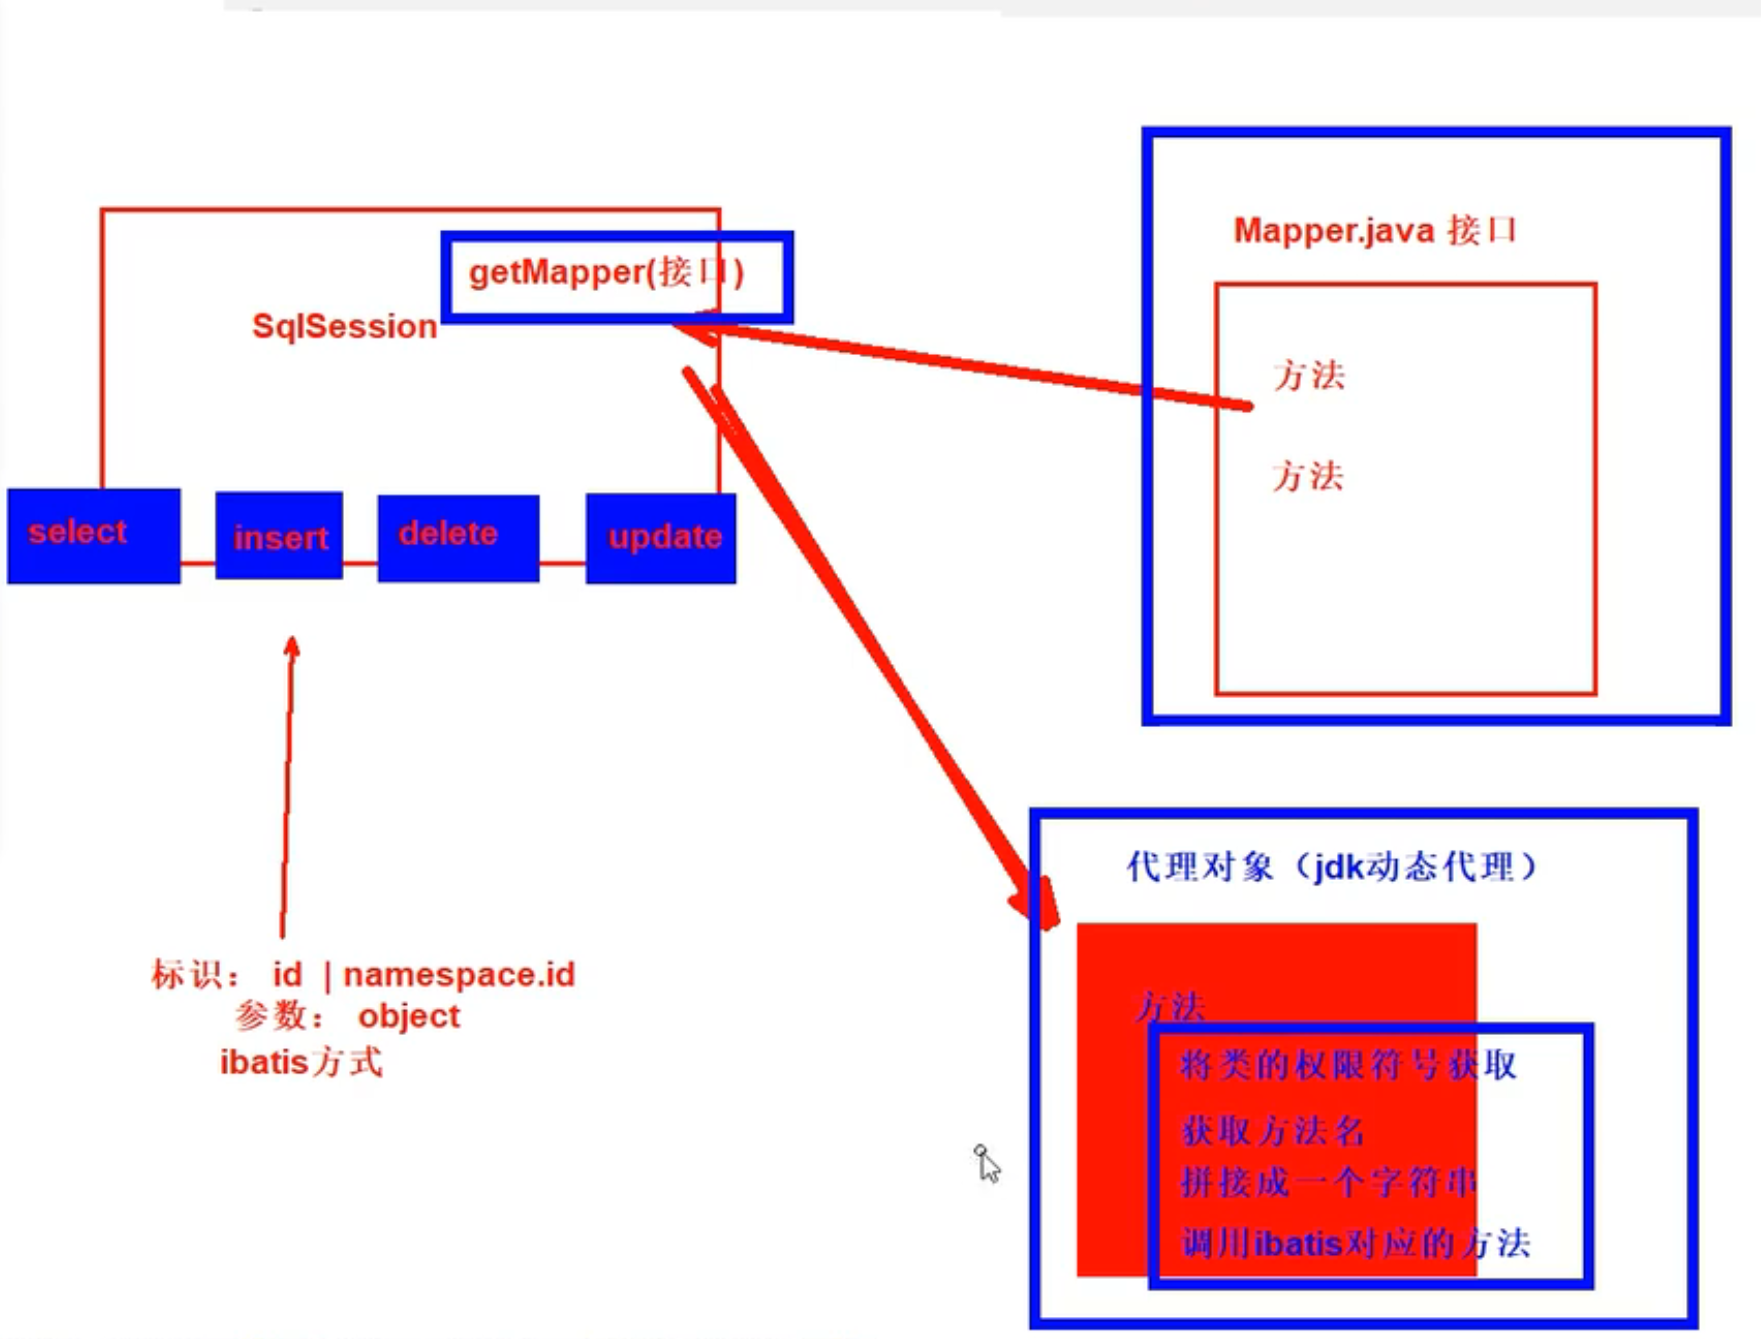 getMapper(接口)
SqlSession
select
insert
delete
update
标识： id | namespace.id
参数： object
ibatis方式
Mapper.java 接口
方法
方法
代理对象（jdk动态代理）
方法
将类的权限符号获取
获取方法名
拼接成一个字符串
调用ibatis对应的方法